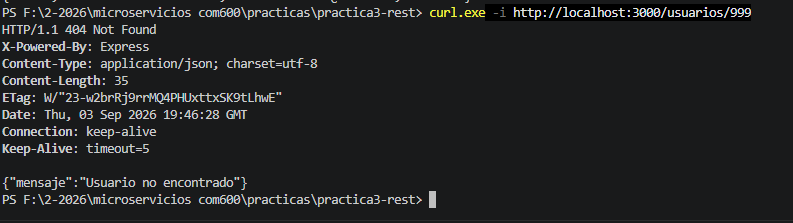 PS F:\2-2026\microservicios com600\practicas\practica3-rest> curl.exe -i http://localhost:3000/usuarios/999
HTTP/1.1 404 Not Found
X-Powered-By: Express
Content-Type: application/json; charset=utf-8
Content-Length: 35
ETag: W/"23-w2brRj9rrMQ4PHUxttxSK9tLhwE"
Date: Thu, 03 Sep 2026 19:46:28 GMT
Connection: keep-alive
Keep-Alive: timeout=5
{"mensaje":"Usuario no encontrado"}
PS F:\2-2026\microservicios com600\practicas\practica3-rest>